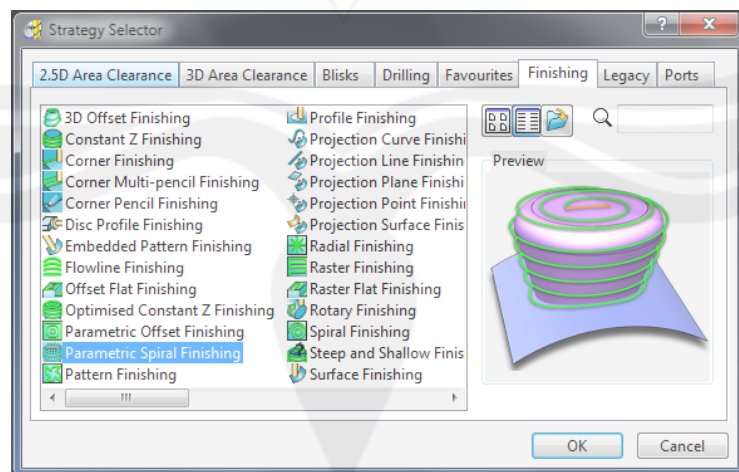 Strategy Selector
?
X
2.5D Area Clearance
3D Area Clearance
Blisks
Drilling
Favourites
Finishing
Legacy
Ports
3D Offset Finishing
Constant Z Finishing
Corner Finishing
Corner Multi-pencil Finishing
Corner Pencil Finishing
Disc Profile Finishing
Embedded Pattern Finishing
Flowline Finishing
Offset Flat Finishing
Optimised Constant Z Finishing
Parametric Offset Finishing
Parametric Spiral Finishing
Pattern Finishing
Profile Finishing
Projection Curve Finishi
Projection Line Finishin
Projection Plane Finishi
Projection Point Finishin
Projection Surface Finis
Radial Finishing
Raster Finishing
Raster Flat Finishing
Rotary Finishing
Spiral Finishing
Steep and Shallow Finis
Surface Finishing
Preview
OK
Cancel